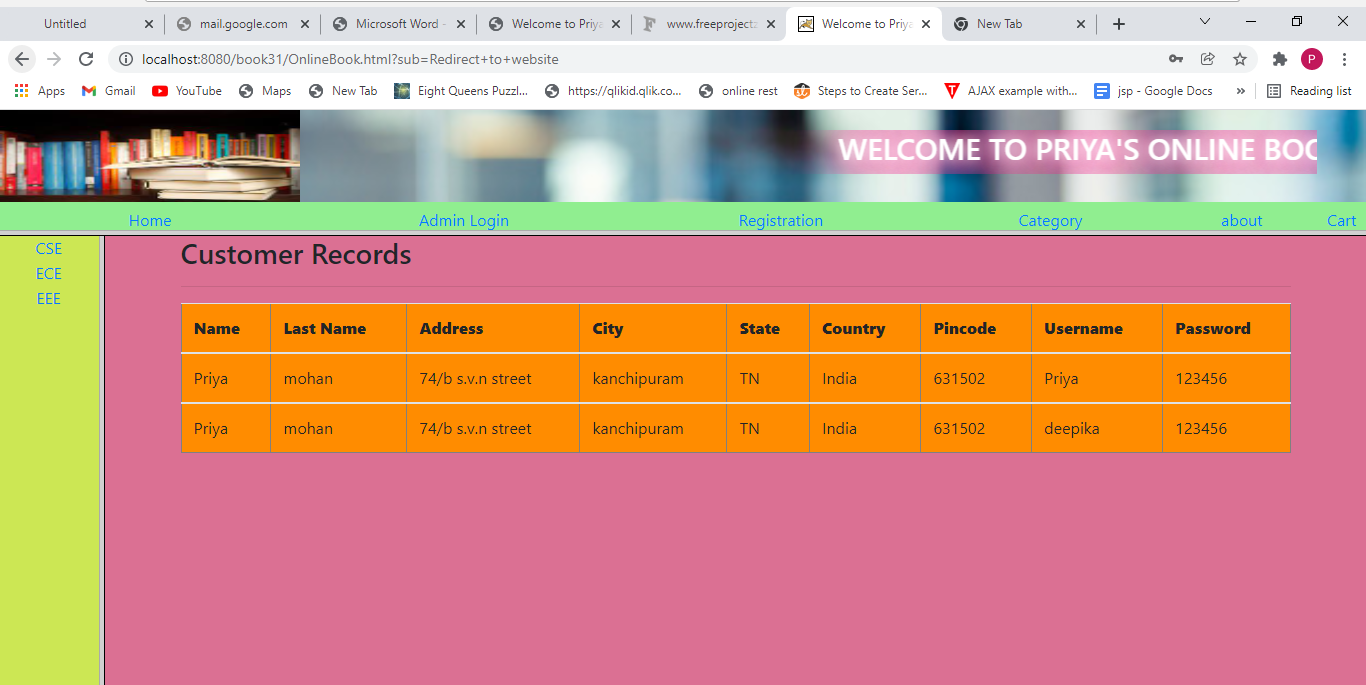 Untitled mail.google.com Microsoft Word - Welcome to Priya www.freeproject Welcome to Priya New Tab
localhost:8080/book31/OnlineBook.html?sub=Redirect+to+website P
Apps Gmail YouTube Maps New Tab Eight Queens Puzzl... https://qlikid.qlik.co... online rest Steps to Create Ser... AJAX example with... jsp - Google Docs » Reading list
WELCOME TO PRIYA'S ONLINE BOO
Home Admin Login Registration Category about Cart
CSE
ECE
EEE
Customer Records
Name Last Name Address City State Country Pincode Username Password
Priya mohan 74/b s.v.n street kanchipuram TN India 631502 Priya 123456
Priya mohan 74/b s.v.n street kanchipuram TN India 631502 deepika 123456